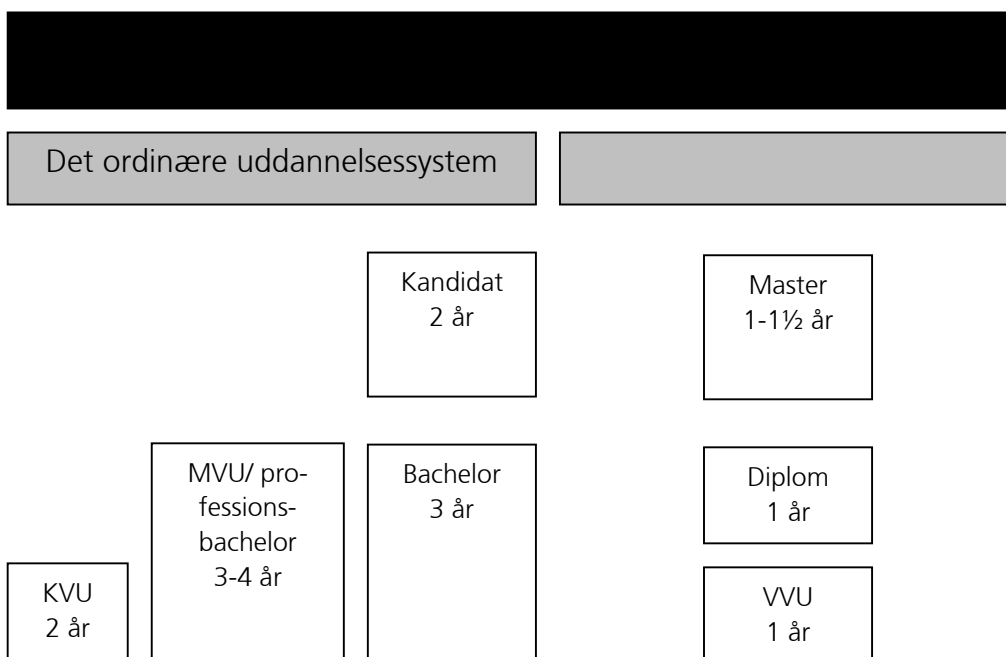 Det ordinære uddannelsessystem
Kandidat
2 år
Master
1-1½ år
MVU/ pro-
fessions-
bachelor
3-4 år
Bachelor
3 år
Diplom
1 år
KVU
2 år
VVU
1 år